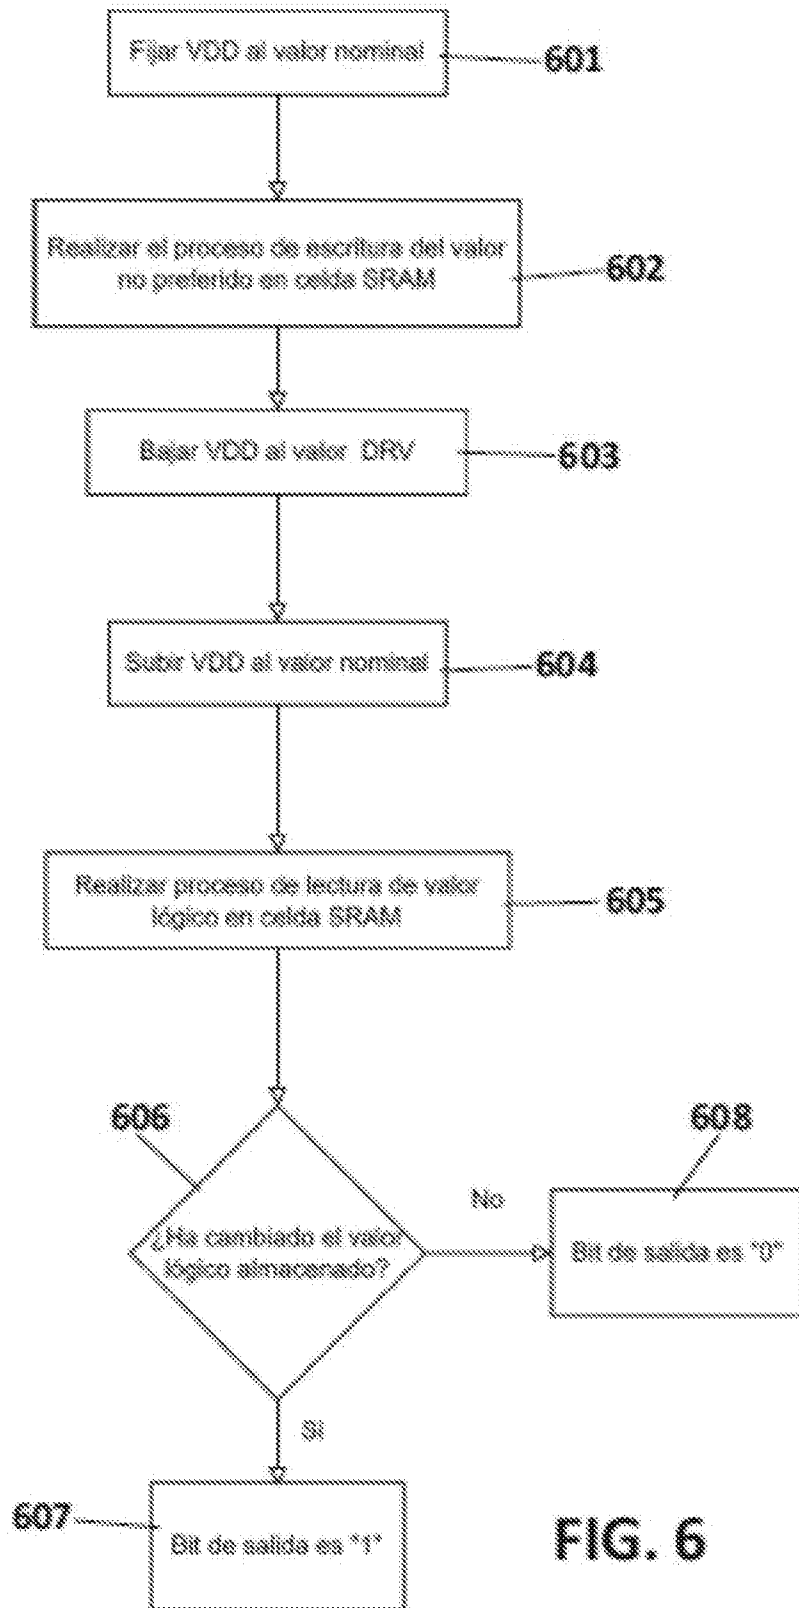 Fijar VDD al valor nominal
601
Realizar el proceso de escritura del valor
no preferido en celda SRAM
602
Bajar VDD al valor DRV
603
Subir VDD al valor nominal
604
Realizar proceso de lectura de valor
lógico en celda SRAM
605
606
608
¿Ha cambiado el valor
lógico almacenado?
No
Bit de salida es "0"
Si
607
Bit de salida es "1"
FIG. 6